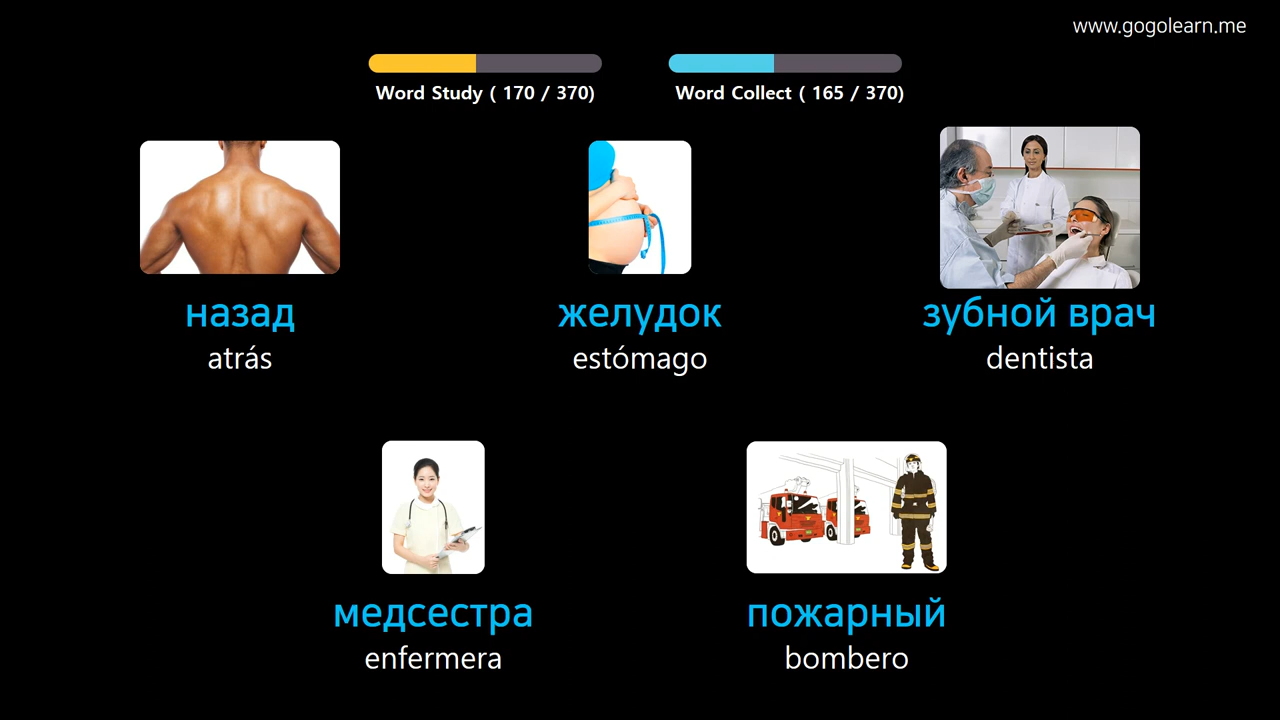 www.gogolearn.me
Word Study ( 170 / 370)
Word Collect ( 165 / 370)
назад
atrás
желудок
estómago
зубной врач
dentista
медсестра
enfermera
пожарный
bombero